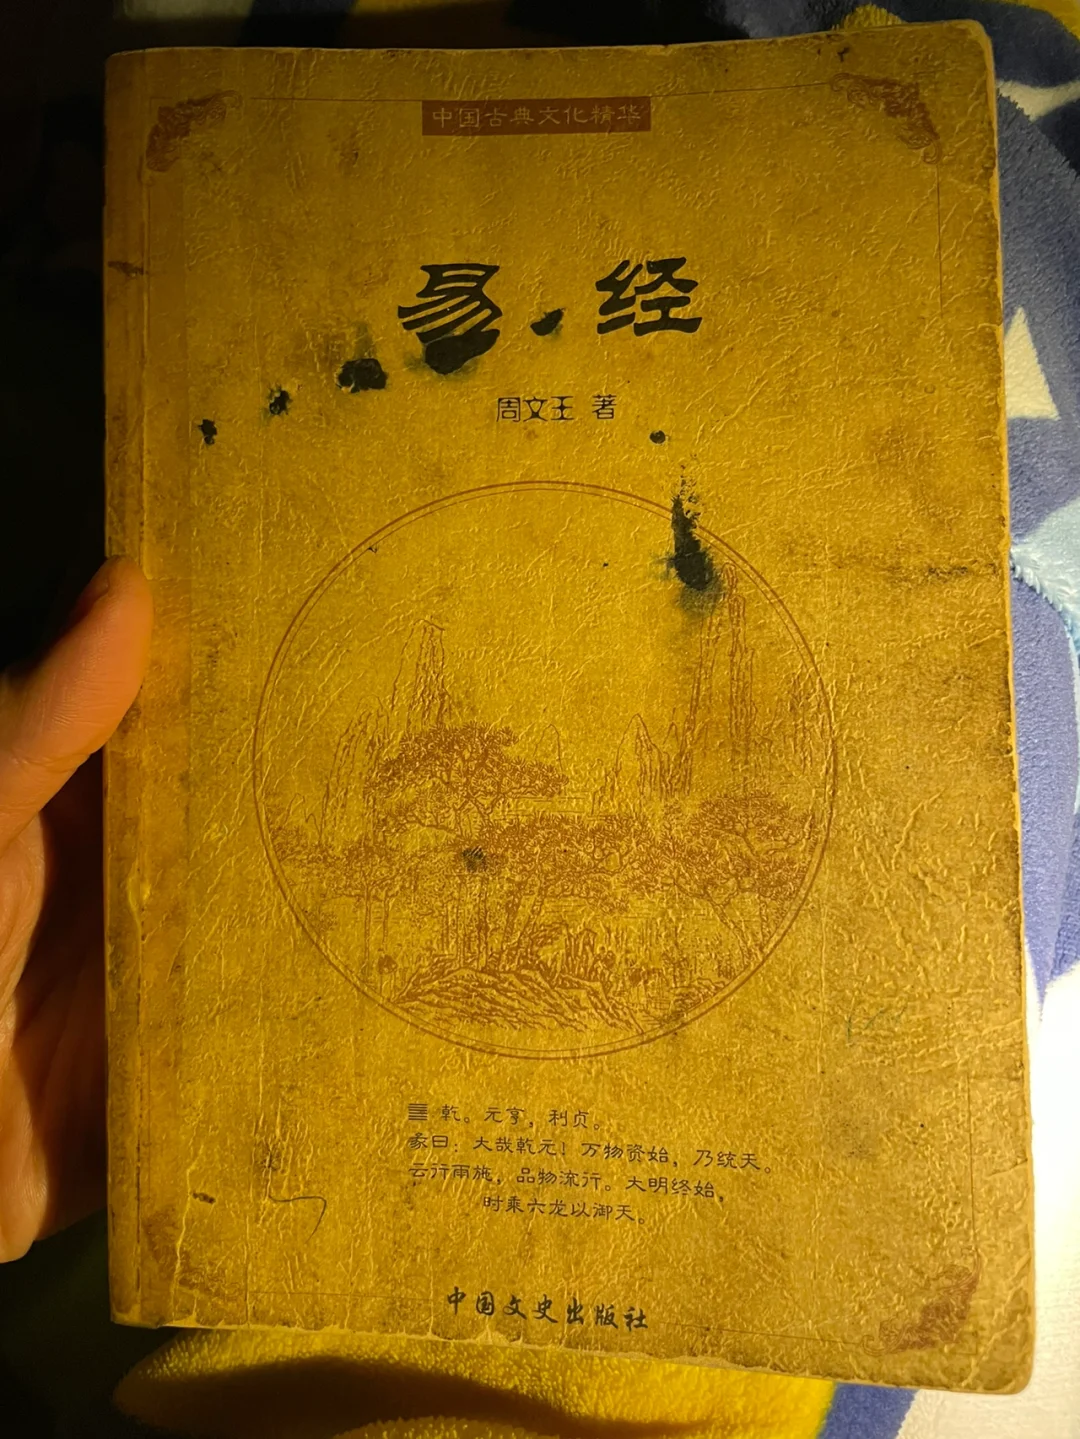 中国古典文化精华
易经
周文王 著
䷀ 乾。元亨，利贞。
彖曰：大哉乾元！万物资始，乃统天。
云行雨施，品物流行。大明终始，
时乘六龙以御天。
中国文史出版社